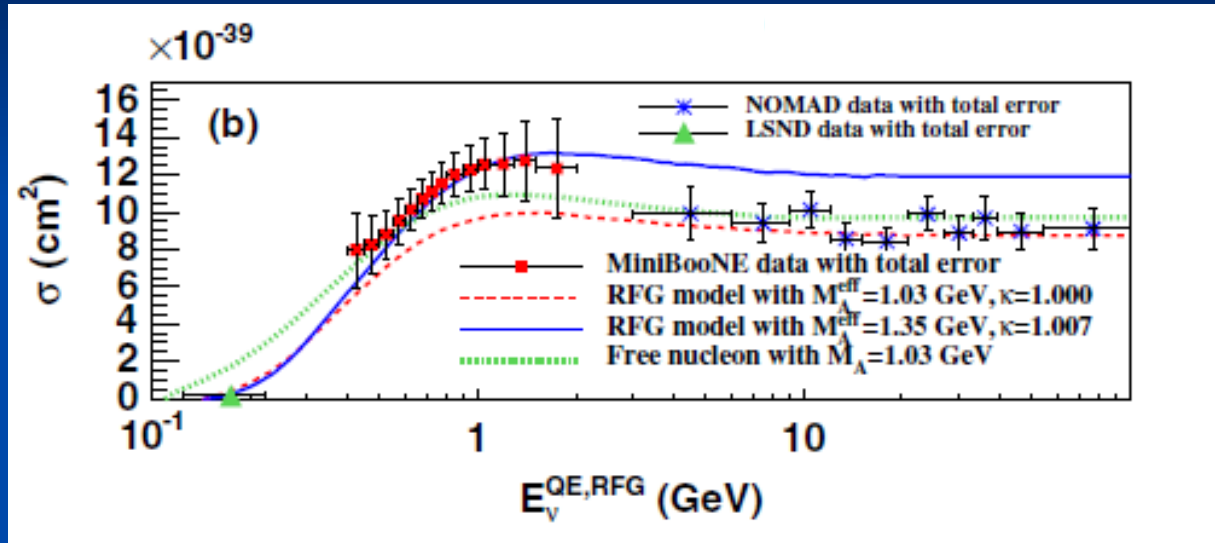 ×10⁻³⁹
16
14
12
10
8
6
4
2
0
σ (cm²)
(b)
NOMAD data with total error
LSND data with total error
MiniBooNE data with total error
RFG model with M_A^eff=1.03 GeV, κ=1.000
RFG model with M_A^eff=1.35 GeV, κ=1.007
Free nucleon with M_A=1.03 GeV
10⁻¹ 1 10
E_ν^QE,RFG (GeV)